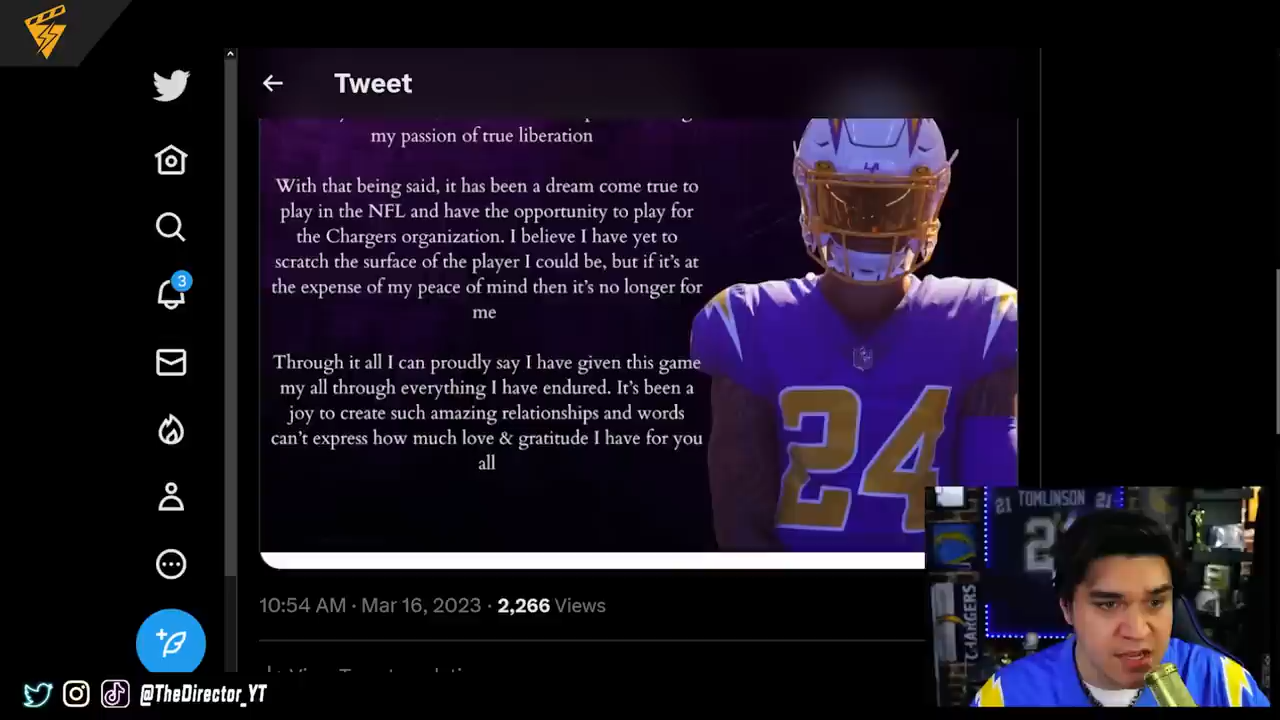 Tweet
my passion of true liberation
With that being said, it has been a dream come true to
play in the NFL and have the opportunity to play for
the Chargers organization. I believe I have yet to
scratch the surface of the player I could be, but if it's at
the expense of my peace of mind then it's no longer for
me
Through it all I can proudly say I have given this game
my all through everything I have endured. It's been a
joy to create such amazing relationships and words
can't express how much love & gratitude I have for you
all
LA
24
3
10:54 AM · Mar 16, 2023 · 2,266 Views
21 TOMLINSON 21
CHARGERS
@TheDirector_YT